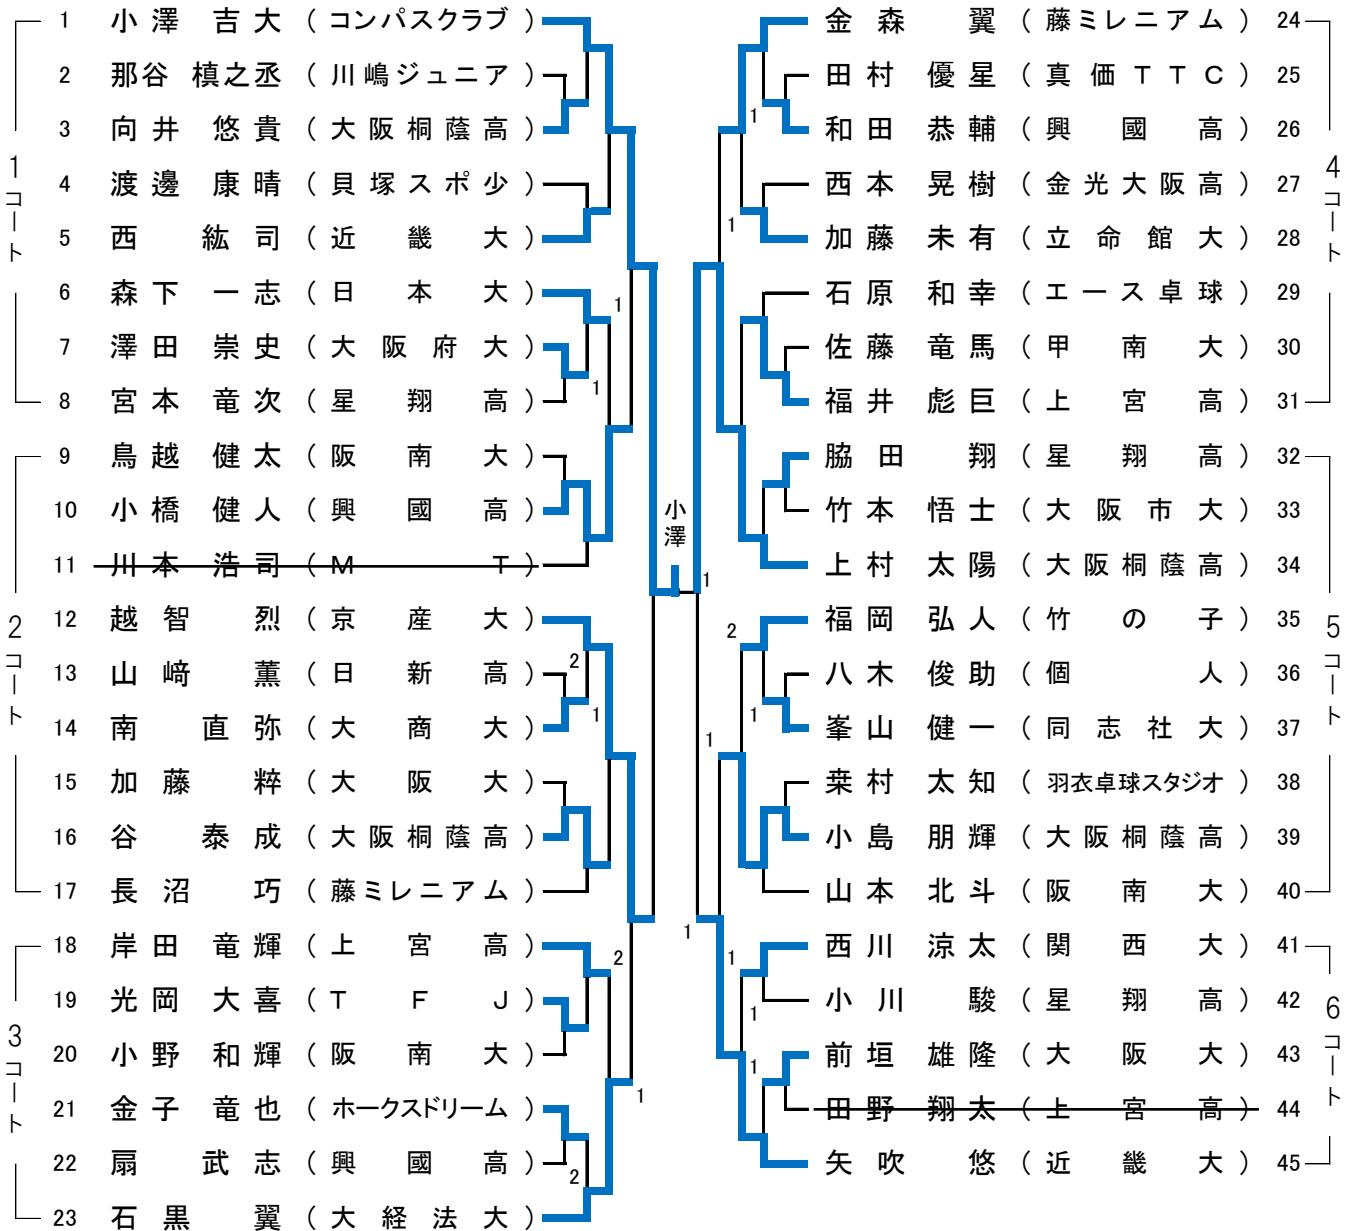 1 小澤 吉大 (コンパスクラブ)
2 那谷 槙之丞 (川嶋ジュニア)
3 向井 悠貴 (大阪桐蔭高)
4 渡邊 康晴 (貝塚スポ少)
5 西 紘司 (近畿大)
6 森下 一志 (日本大)
7 澤田 崇史 (大阪府大)
8 宮本 竜次 (星翔高)
9 鳥越 健太 (阪南大)
10 小橋 健人 (興國高)
11 川本 浩司 (MT)
12 越智 烈 (京産大)
13 山﨑 薫 (日新高)
14 南 直弥 (大商大)
15 加藤 粹 (大阪大)
16 谷 泰成 (大阪桐蔭高)
17 長沼 巧 (藤ミレニアム)
18 岸田 竜輝 (上宮高)
19 光岡 大喜 (TFJ)
20 小野 和輝 (阪南大)
21 金子 竜也 (ホークスドリーム)
22 扇 武志 (興國高)
23 石黒 翼 (大経法大)
1コート
2コート
3コート
1
1
2
1
2
1
2
小澤
1
金森 翼 (藤ミレニアム) 24
田村 優星 (真価TTC) 25
和田 恭輔 (興國高) 26
西本 晃樹 (金光大阪高) 27
加藤 未有 (立命館大) 28
石原 和幸 (エース卓球) 29
佐藤 竜馬 (甲南大) 30
福井 彪巨 (上宮高) 31
脇田 翔 (星翔高) 32
竹本 悟士 (大阪市大) 33
上村 太陽 (大阪桐蔭高) 34
福岡 弘人 (竹の子) 35
八木 俊助 (個人) 36
峯山 健一 (同志社大) 37
桒村 太知 (羽衣卓球スタジオ) 38
小島 朋輝 (大阪桐蔭高) 39
山本 北斗 (阪南大) 40
西川 涼太 (関西大) 41
小川 駿 (星翔高) 42
前垣 雄隆 (大阪大) 43
田野 翔太 (上宮高) 44
矢吹 悠 (近畿大) 45
1
1
2
1
1
1
1
1
1
4コート
5コート
6コート